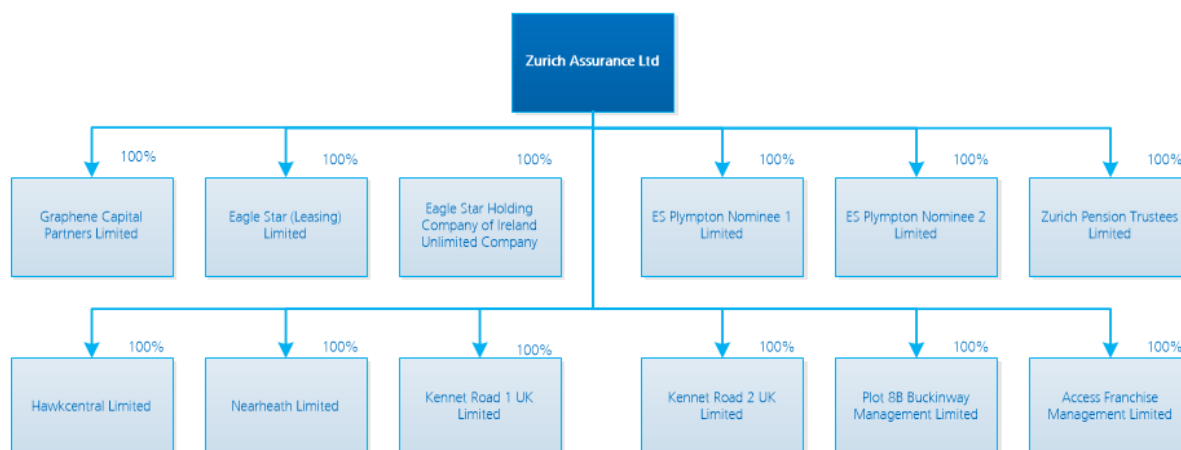 Zurich Assurance Ltd
100%
100%
100%
100%
100%
100%
Graphene Capital
Partners Limited
Eagle Star (Leasing)
Limited
Eagle Star Holding
Company of Ireland
Unlimited Company
ES Plympton Nominee 1
Limited
ES Plympton Nominee 2
Limited
Zurich Pension Trustees
Limited
100%
100%
100%
100%
100%
100%
Hawkcentral Limited
Nearheath Limited
Kennet Road 1 UK
Limited
Kennet Road 2 UK
Limited
Plot 8B Buckinway
Management Limited
Access Franchise
Management Limited